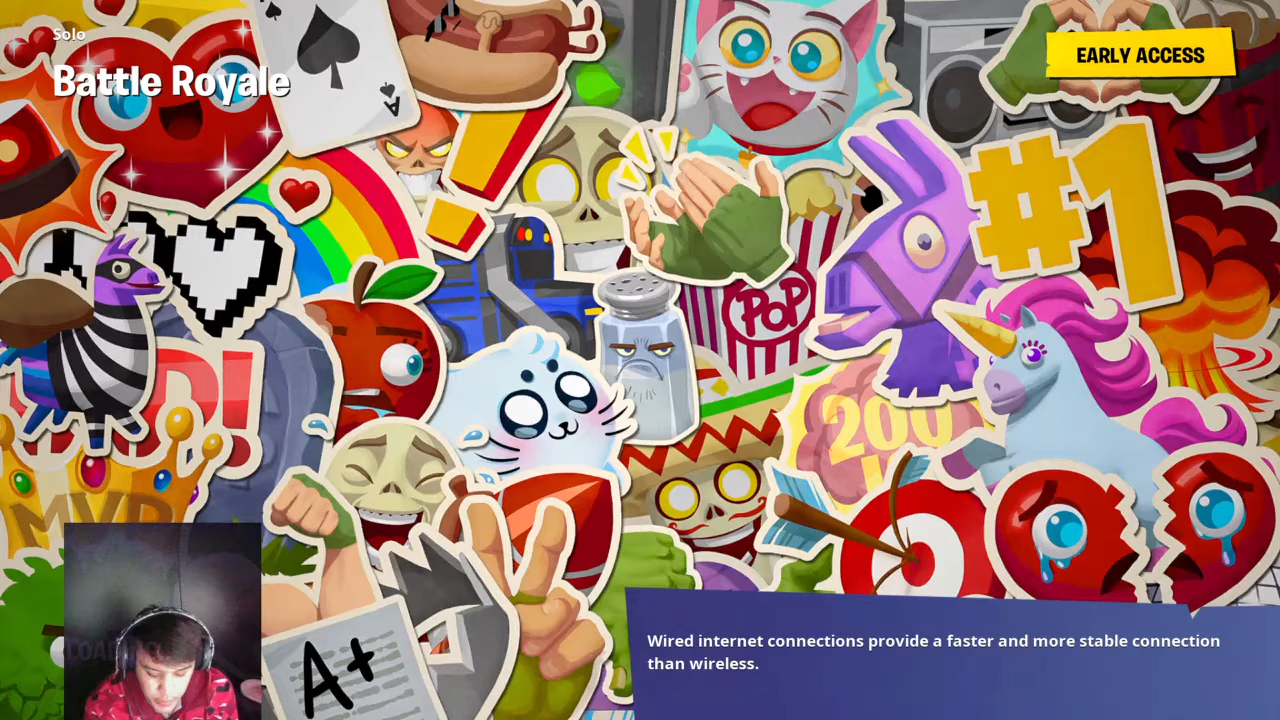 Solo
Battle Royale
EARLY ACCESS
#1
A
POP
200
MVP
A+
Wired internet connections provide a faster and more stable connection
than wireless.